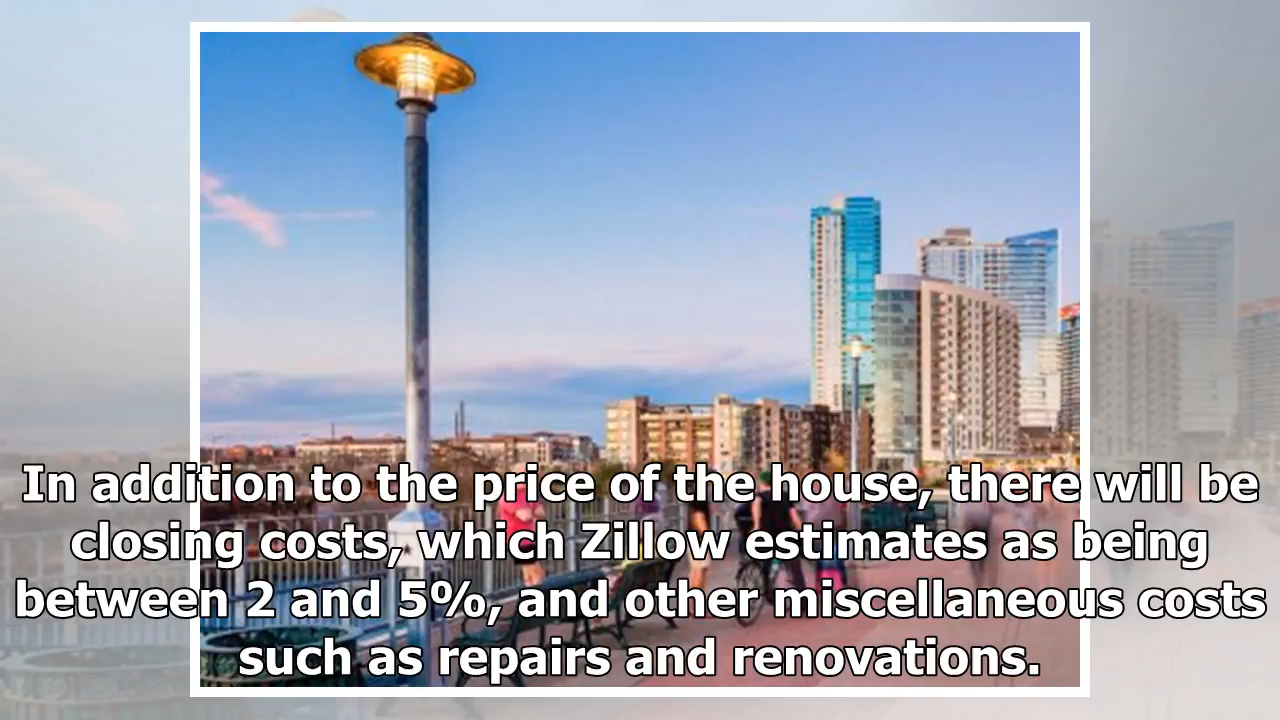 In addition to the price of the house, there will be
closing costs, which Zillow estimates as being
between 2 and 5%, and other miscellaneous costs
such as repairs and renovations.